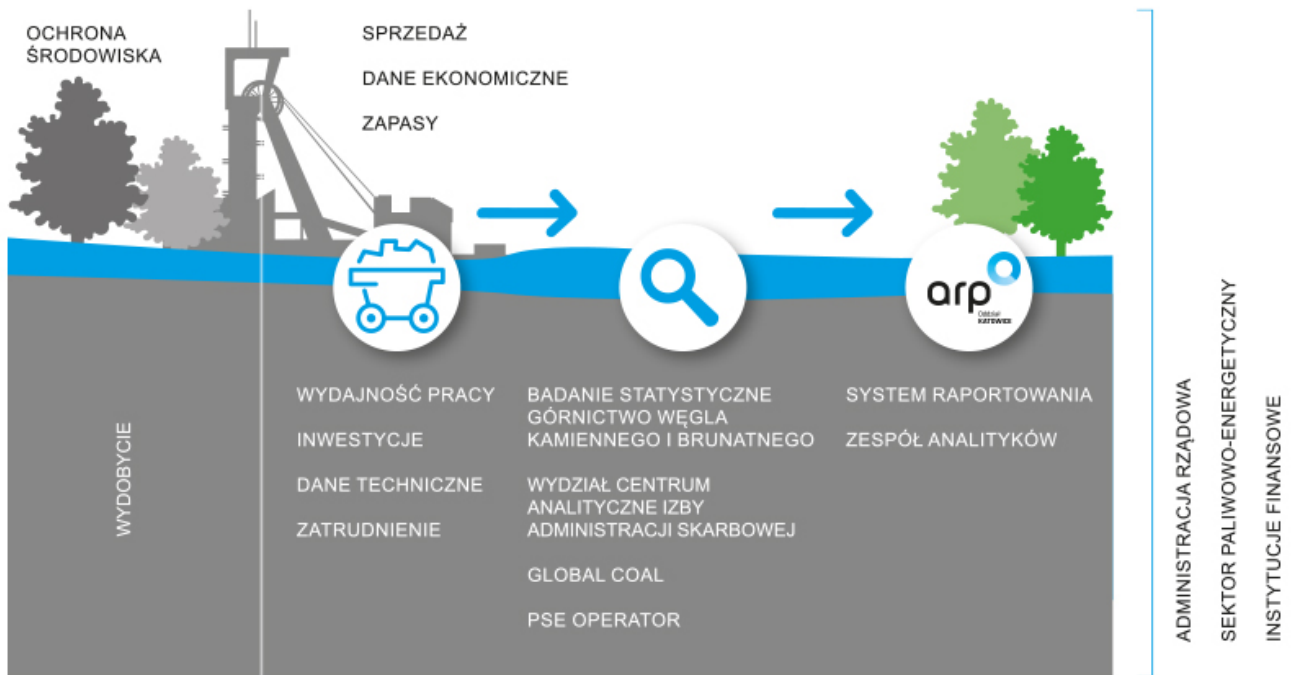 OCHRONA
ŚRODOWISKA
SPRZEDAŻ
DANE EKONOMICZNE
ZAPASY
arp
Oddział
KATOWICE
WYDOBYCIE
WYDAJNOŚĆ PRACY
INWESTYCJE
DANE TECHNICZNE
ZATRUDNIENIE
BADANIE STATYSTYCZNE
GÓRNICTWO WĘGLA
KAMIENNEGO I BRUNATNEGO
WYDZIAŁ CENTRUM
ANALITYCZNE IZBY
ADMINISTRACJI SKARBOWEJ
GLOBAL COAL
PSE OPERATOR
SYSTEM RAPORTOWANIA
ZESPÓŁ ANALITYKÓW
ADMINISTRACJA RZĄDOWA
SEKTOR PALIWOWO-ENERGETYCZNY
INSTYTUCJE FINANSOWE